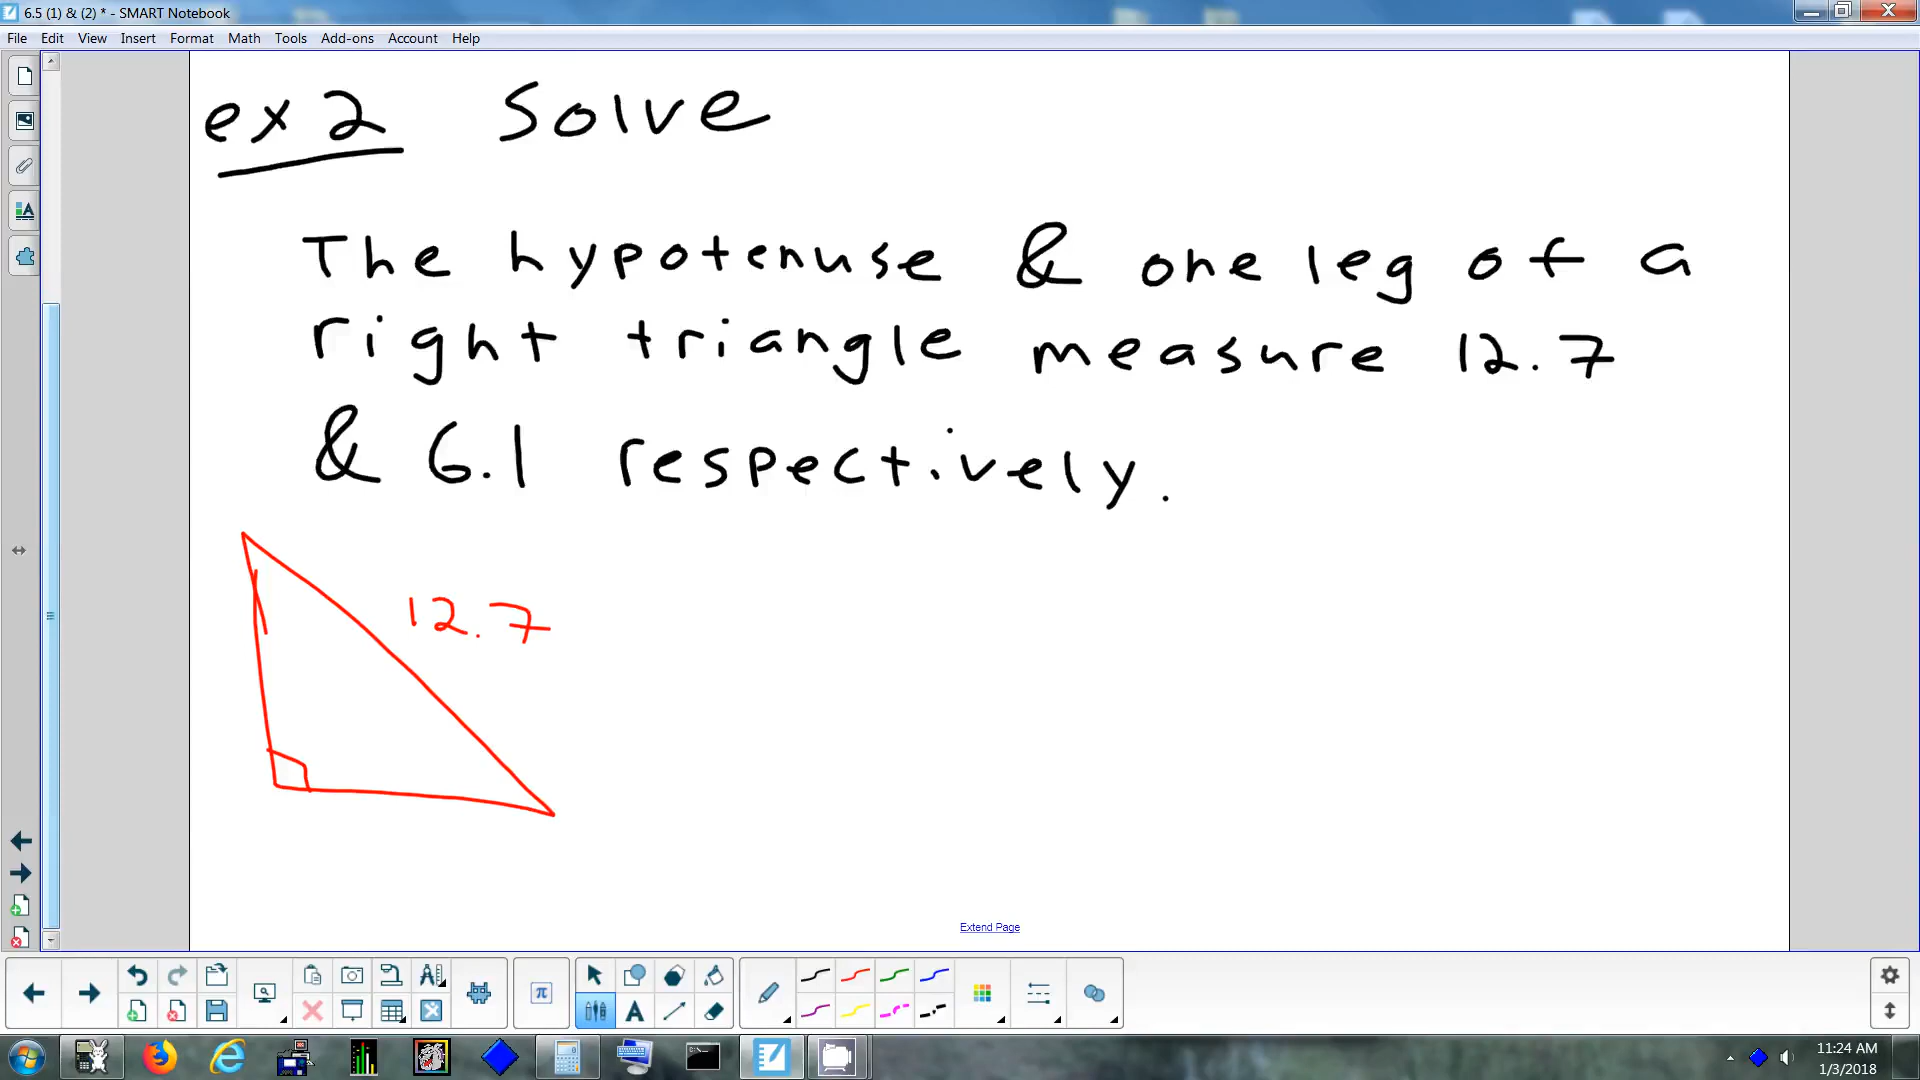 6.5 (1) & (2) * - SMART Notebook
File Edit View Insert Format Math Tools Add-ons Account Help
ex 2 Solve
The hypotenuse & one leg of a
right triangle measure 12.7
& 6.1 respectively.
12.7
Extend Page
π
A
11:24 AM
1/3/2018